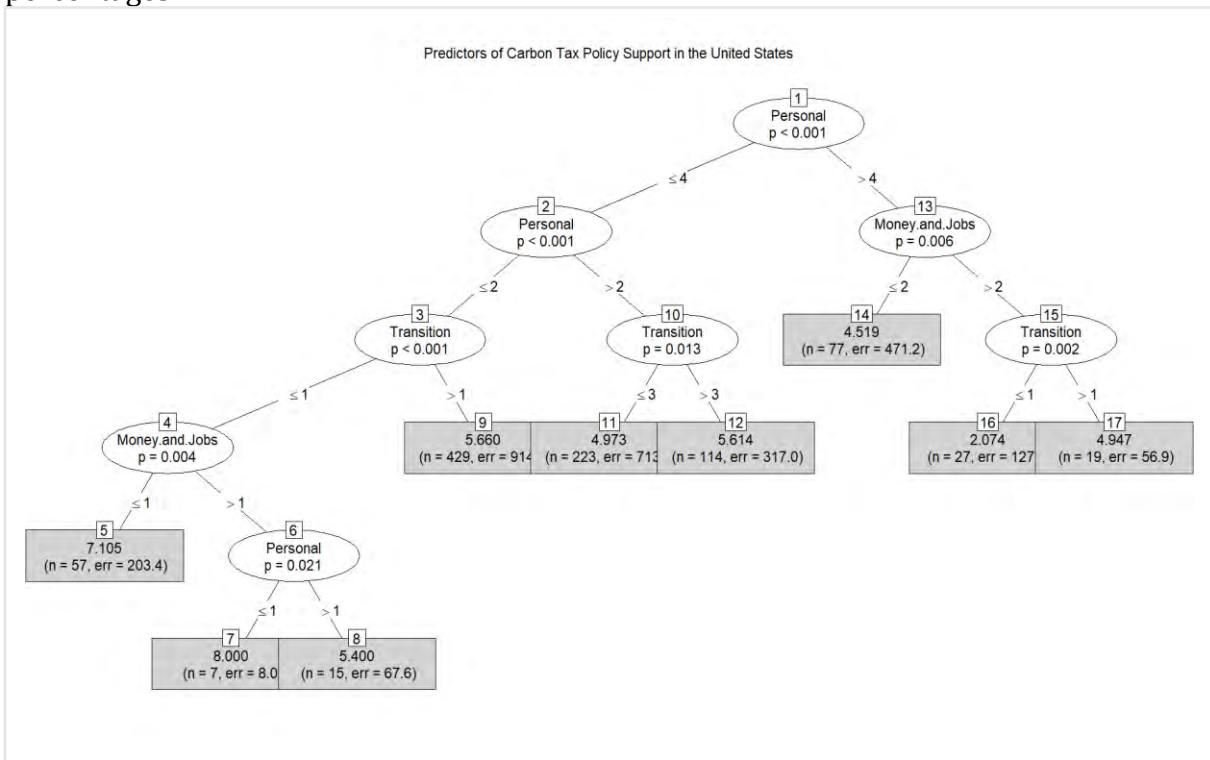 Predictors of Carbon Tax Policy Support in the United States
1
Personal
p < 0.001
≤ 4
> 4
2
Personal
p < 0.001
13
Money.and.Jobs
p = 0.006
≤ 2
> 2
≤ 2
> 2
3
Transition
p < 0.001
10
Transition
p = 0.013
14
4.519
(n = 77, err = 471.2)
15
Transition
p = 0.002
≤ 1
> 1
≤ 3
> 3
≤ 1
> 1
4
Money.and.Jobs
p = 0.004
9
5.660
(n = 429, err = 914
11
4.973
(n = 223, err = 713
12
5.614
(n = 114, err = 317.0)
16
2.074
(n = 27, err = 127
17
4.947
(n = 19, err = 56.9)
≤ 1
> 1
5
7.105
(n = 57, err = 203.4)
6
Personal
p = 0.021
≤ 1
> 1
7
8.000
(n = 7, err = 8.0
8
5.400
(n = 15, err = 67.6)